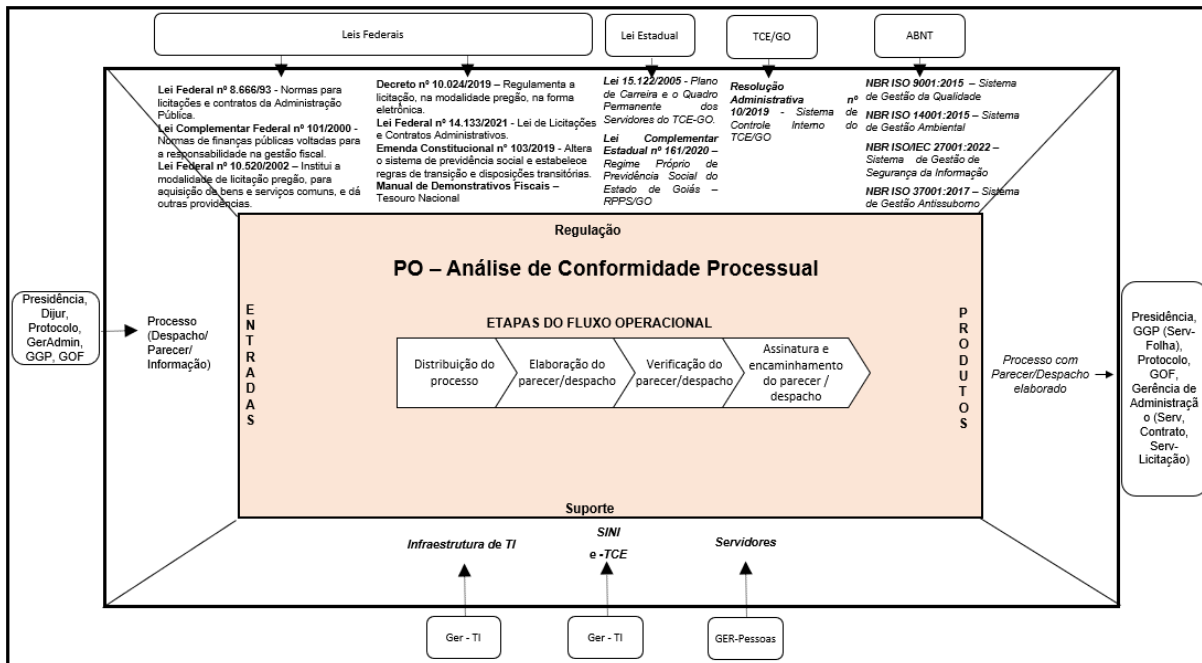 Leis Federais
Lei Estadual
TCE/GO
ABNT
Lei Federal nº 8.666/93 - Normas para
licitações e contratos da Administração
Pública.
Lei Complementar Federal nº 101/2000 -
Normas de finanças públicas voltadas para
a responsabilidade na gestão fiscal.
Lei Federal nº 10.520/2002 – Institui a
modalidade de licitação pregão, para
aquisição de bens e serviços comuns, e dá
outras providências.
Decreto nº 10.024/2019 – Regulamenta a
licitação, na modalidade pregão, na forma
eletrônica.
Lei Federal nº 14.133/2021 - Lei de Licitações
e Contratos Administrativos.
Emenda Constitucional nº 103/2019 - Altera
o sistema de previdência social e estabelece
regras de transição e disposições transitórias.
Manual de Demonstrativos Fiscais –
Tesouro Nacional
Lei 15.122/2005 - Plano
de Carreira e o Quadro
Permanente dos
Servidores do TCE-GO.
Lei Complementar
Estadual nº 161/2020 –
Regime Próprio de
Previdência Social do
Estado de Goiás –
RPPS/GO
Resolução
Administrativa nº
10/2019 - Sistema de
Controle Interno do
TCE/GO
NBR ISO 9001:2015 – Sistema
de Gestão da Qualidade
NBR ISO 14001:2015 – Sistema
de Gestão Ambiental
NBR ISO/IEC 27001:2022 –
Sistema de Gestão de
Segurança da Informação
NBR ISO 37001:2017 – Sistema
de Gestão Antissuborno
Regulação
PO – Análise de Conformidade Processual
Presidência,
Dijur,
Protocolo,
GerAdmin,
GGP, GOF
Processo
(Despacho/
Parecer/
Informação)
ENTRADAS
ETAPAS DO FLUXO OPERACIONAL
Distribuição do
processo
Elaboração do
parecer/despacho
Verificação do
parecer/despacho
Assinatura e
encaminhamento
do parecer /
despacho
PRODUTOS
Processo com
Parecer/Despacho
elaborado
Presidência,
GGP (Serv-
Folha),
Protocolo,
GOF,
Gerência de
Administraçã
o (Serv,
Contrato,
Serv-
Licitação)
Suporte
Infraestrutura de TI
SINI
e -TCE
Servidores
Ger - TI
Ger - TI
GER-Pessoas